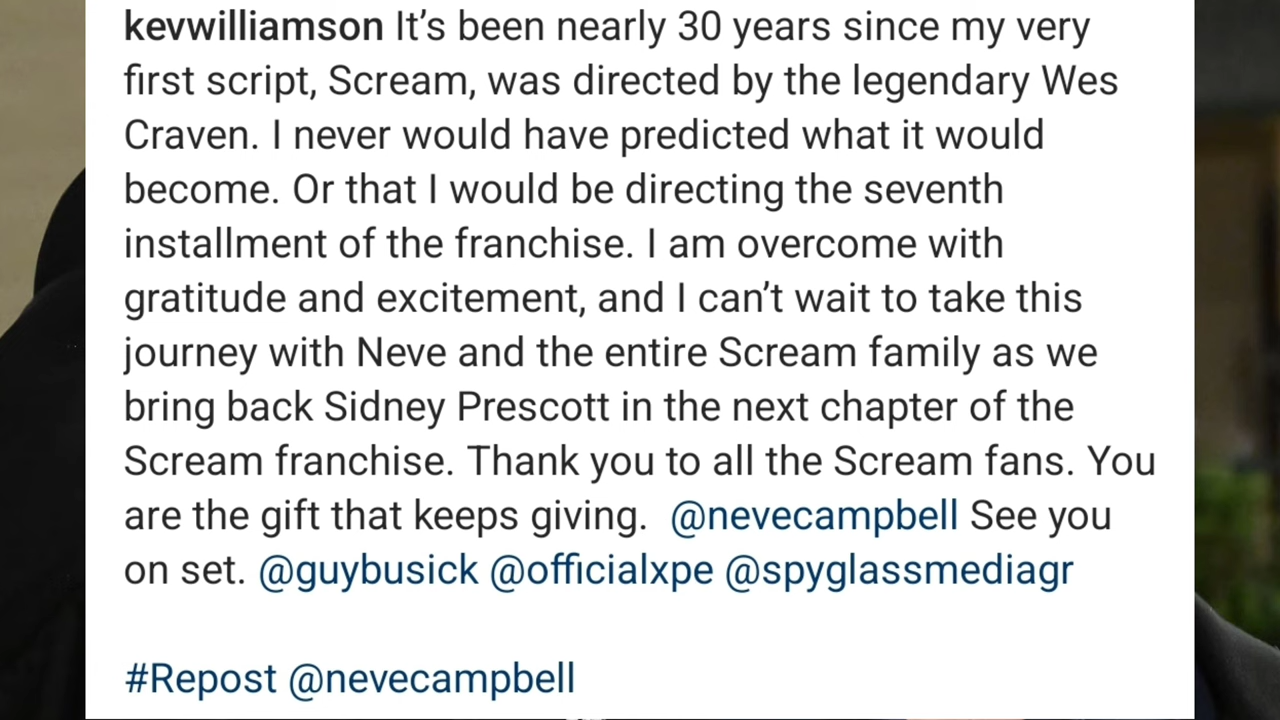 kevwilliamson It’s been nearly 30 years since my very
first script, Scream, was directed by the legendary Wes
Craven. I never would have predicted what it would
become. Or that I would be directing the seventh
installment of the franchise. I am overcome with
gratitude and excitement, and I can’t wait to take this
journey with Neve and the entire Scream family as we
bring back Sidney Prescott in the next chapter of the
Scream franchise. Thank you to all the Scream fans. You
are the gift that keeps giving.  @nevecampbell See you
on set. @guybusick @officialxpe @spyglassmediagr
#Repost @nevecampbell